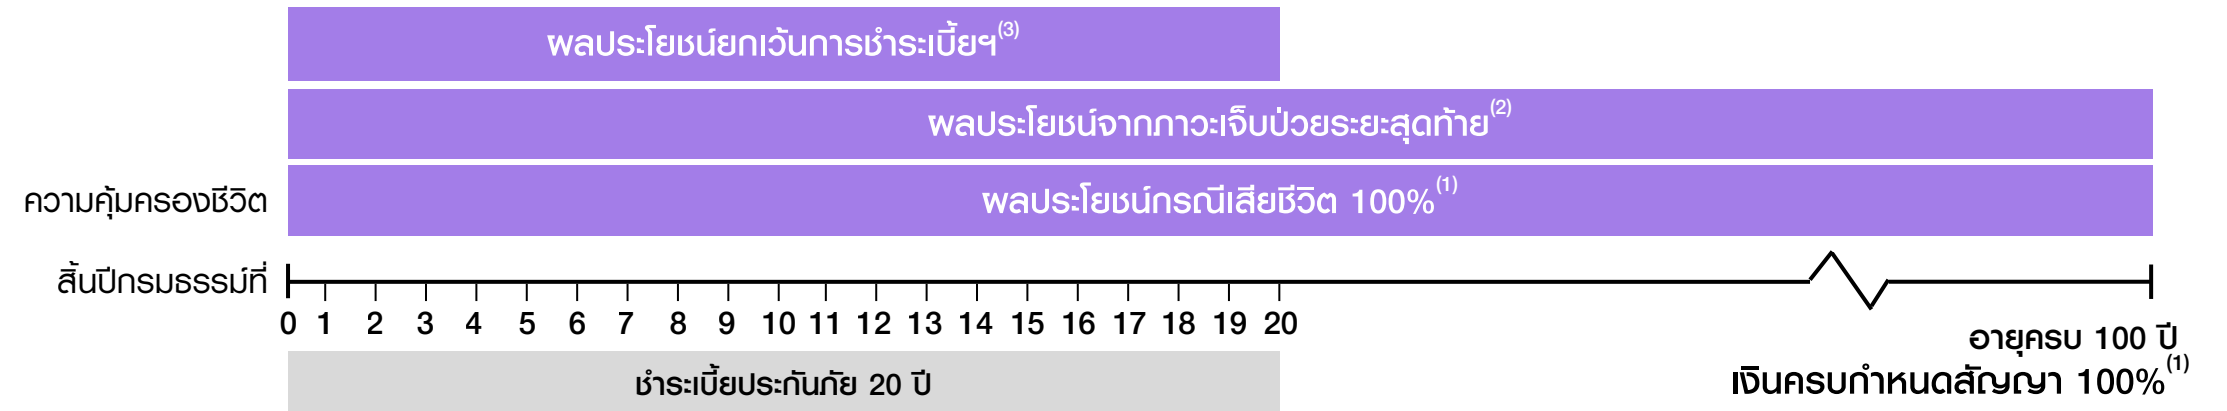 ผลประโยชน์ยกเว้นการชำระเบี้ยฯ(3)
ผลประโยชน์จากภาวะเจ็บป่วยระยะสุดท้าย(2)
ความคุ้มครองชีวิต ผลประโยชน์กรณีเสียชีวิต 100%(1)
สิ้นปีกรมธรรม์ที่
0 1 2 3 4 5 6 7 8 9 10 11 12 13 14 15 16 17 18 19 20
อายุครบ 100 ปี
เงินครบกำหนดสัญญา 100%(1)
ชำระเบี้ยประกันภัย 20 ปี